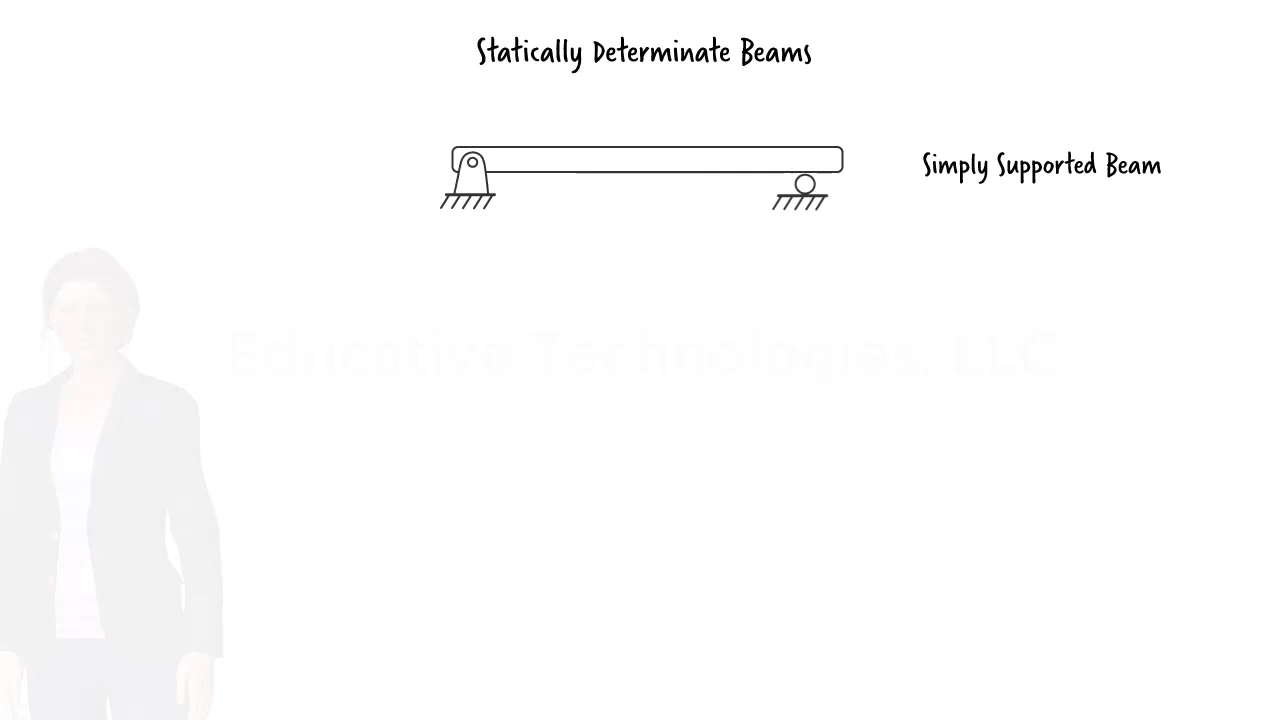 Statically Determinate Beams
Simply Supported Beam
Educative Technologies, LLC